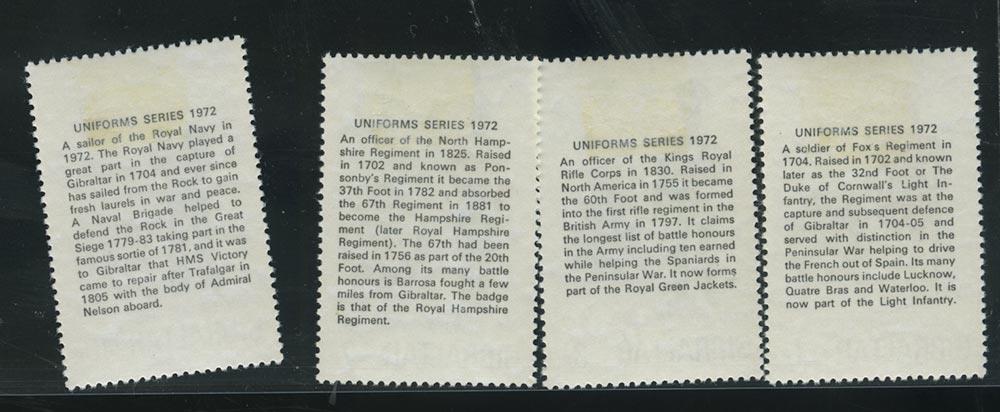 UNIFORMS SERIES 1972
A sailor of the Royal Navy in
1972. The Royal Navy played a
great part in the capture of
Gibraltar in 1704 and ever since
has sailed from the Rock to gain
fresh laurels in war and peace.
A Naval Brigade helped to
defend the Rock in the Great
Siege 1779-83 taking part in the
famous sortie of 1781, and it was
to Gibraltar that HMS Victory
came to repair after Trafalgar in
1805 with the body of Admiral
Nelson aboard.
UNIFORMS SERIES 1972
An officer of the North Hamp-
shire Regiment in 1825. Raised
in 1702 and known as Pon-
sonby's Regiment it became the
37th Foot in 1782 and absorbed
the 67th Regiment in 1881 to
become the Hampshire Regi-
ment (later Royal Hampshire
Regiment). The 67th had been
raised in 1756 as part of the 20th
Foot. Among its many battle
honours is Barrosa fought a few
miles from Gibraltar. The badge
is that of the Royal Hampshire
Regiment.
UNIFORMS SERIES 1972
An officer of the Kings Royal
Rifle Corps in 1830. Raised in
North America in 1755 it became
the 60th Foot and was formed
into the first rifle regiment in the
British Army in 1797. It claims
the longest list of battle honours
in the Army including ten earned
while helping the Spaniards in
the Peninsular War. It now forms
part of the Royal Green Jackets.
UNIFORMS SERIES 1972
A soldier of Fox's Regiment in
1704. Raised in 1702 and known
later as the 32nd Foot or The
Duke of Cornwall's Light In-
fantry, the Regiment was at the
capture and subsequent defence
of Gibraltar in 1704-05 and
served with distinction in the
Peninsular War helping to drive
the French out of Spain. Its many
battle honours include Lucknow,
Quatre Bras and Waterloo. It is
now part of the Light Infantry.